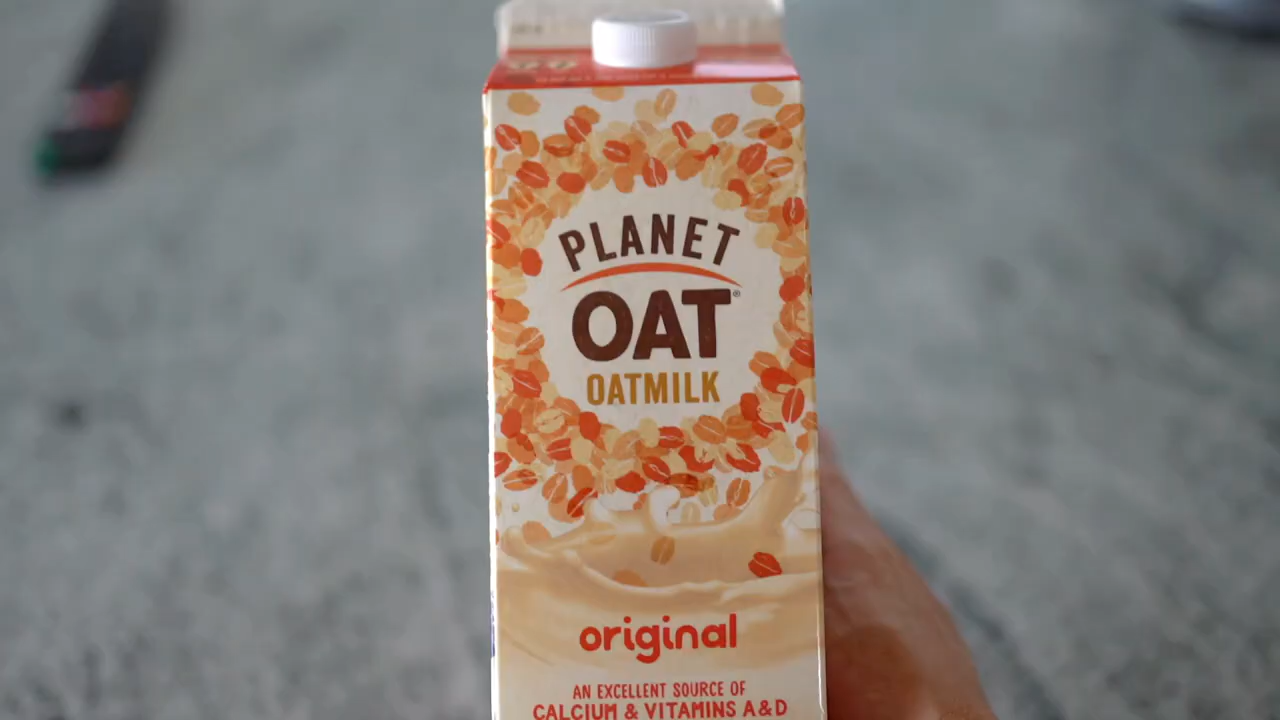 PLANET
OAT®
OATMILK
original
AN EXCELLENT SOURCE OF
CALCIUM & VITAMINS A&D